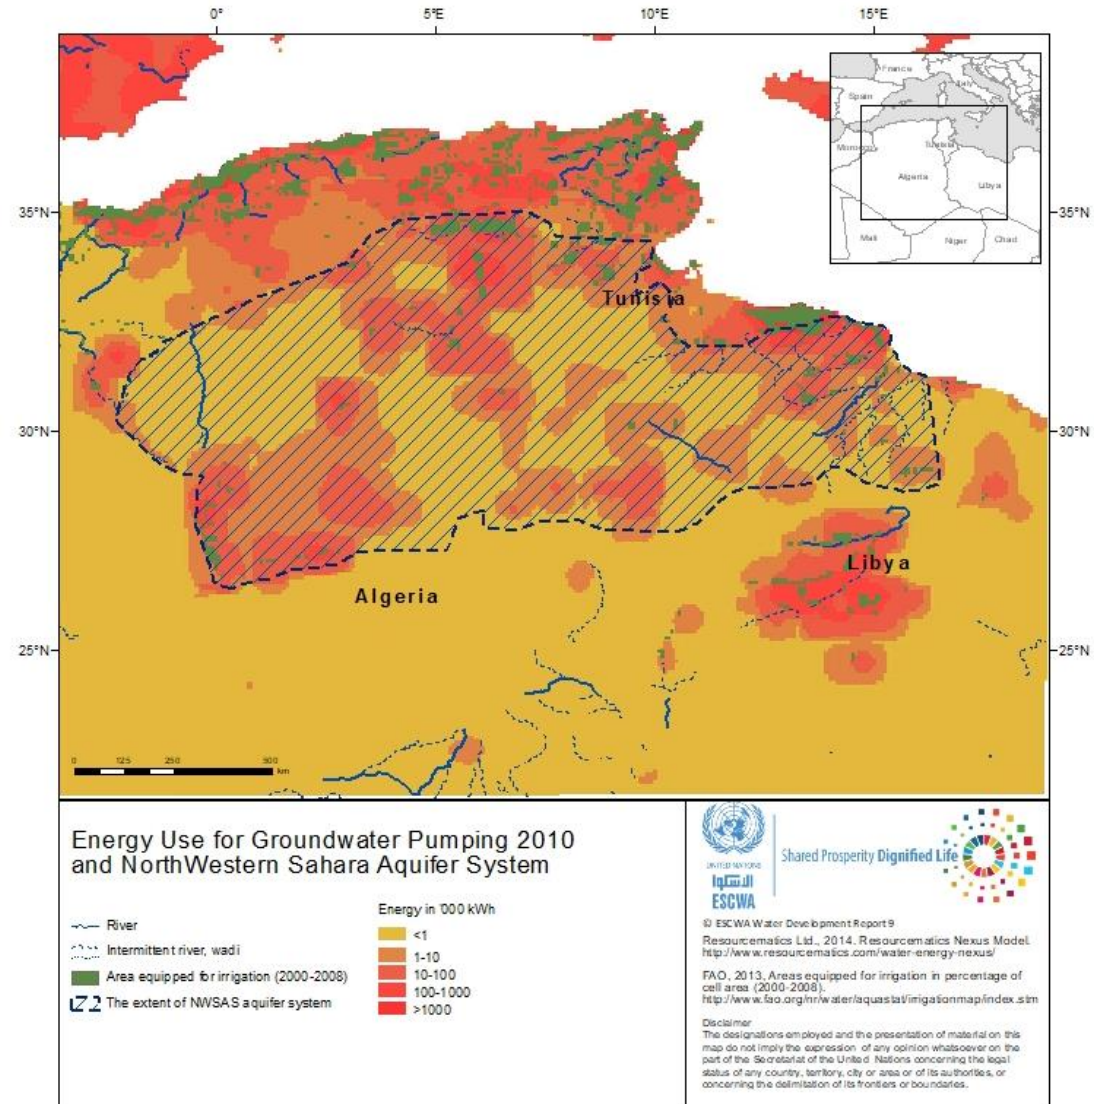 0° 5°E 10°E 15°E
France
Italy
Spain
Morocco
Tunisia
Algeria
Libya
Mali
Niger
Chad
35°N 35°N
Tunisia
30°N 30°N
Libya
Algeria
25°N 25°N
0 125 250 500
km
Energy Use for Groundwater Pumping 2010
and NorthWestern Sahara Aquifer System
River
Intermittent river, wadi
Area equipped for irrigation (2000-2008)
The extent of NWSAS aquifer system
Energy in '000 kWh
<1
1-10
10-100
100-1000
>1000
UNITED NATIONS
الإسكوا
ESCWA
Shared Prosperity Dignified Life
© ESCWA Water Development Report 9
Resourcematics Ltd., 2014. Resourcematics Nexus Model.
http://www.resourcematics.com/water-energy-nexus/
FAO, 2013, Areas equipped for irrigation in percentage of
cell area (2000-2008).
http://www.fao.org/nr/water/aquastat/irrigationmap/index.stm
Disclaimer
The designations employed and the presentation of material on this
map do not imply the expression of any opinion whatsoever on the
part of the Secretariat of the United Nations concerning the legal
status of any country, territory, city or area or of its authorities, or
concerning the delimitation of its frontiers or boundaries.